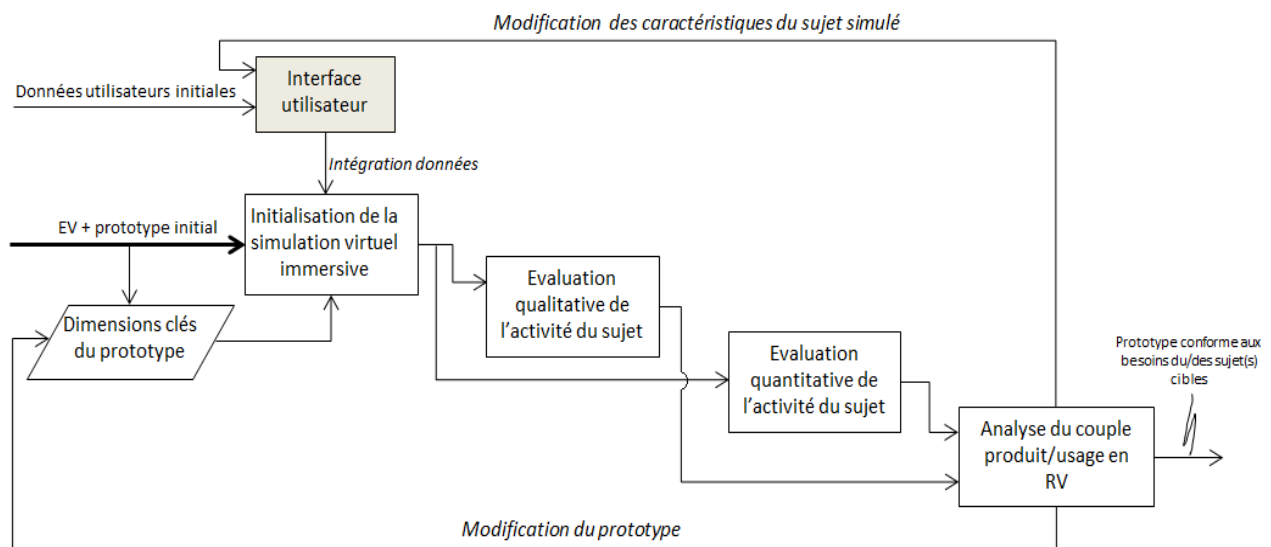 Modification des caractéristiques du sujet simulé
Interface
utilisateur
Données utilisateurs initiales
Intégration données
EV + prototype initial
Initialisation de la
simulation virtuel
immersive
Dimensions clés
du prototype
Evaluation
qualitative de
l'activité du sujet
Evaluation
quantitative de
l'activité du sujet
Analyse du couple
produit/usage en
RV
Prototype conforme aux
besoins du/des sujet(s)
cibles
Modification du prototype